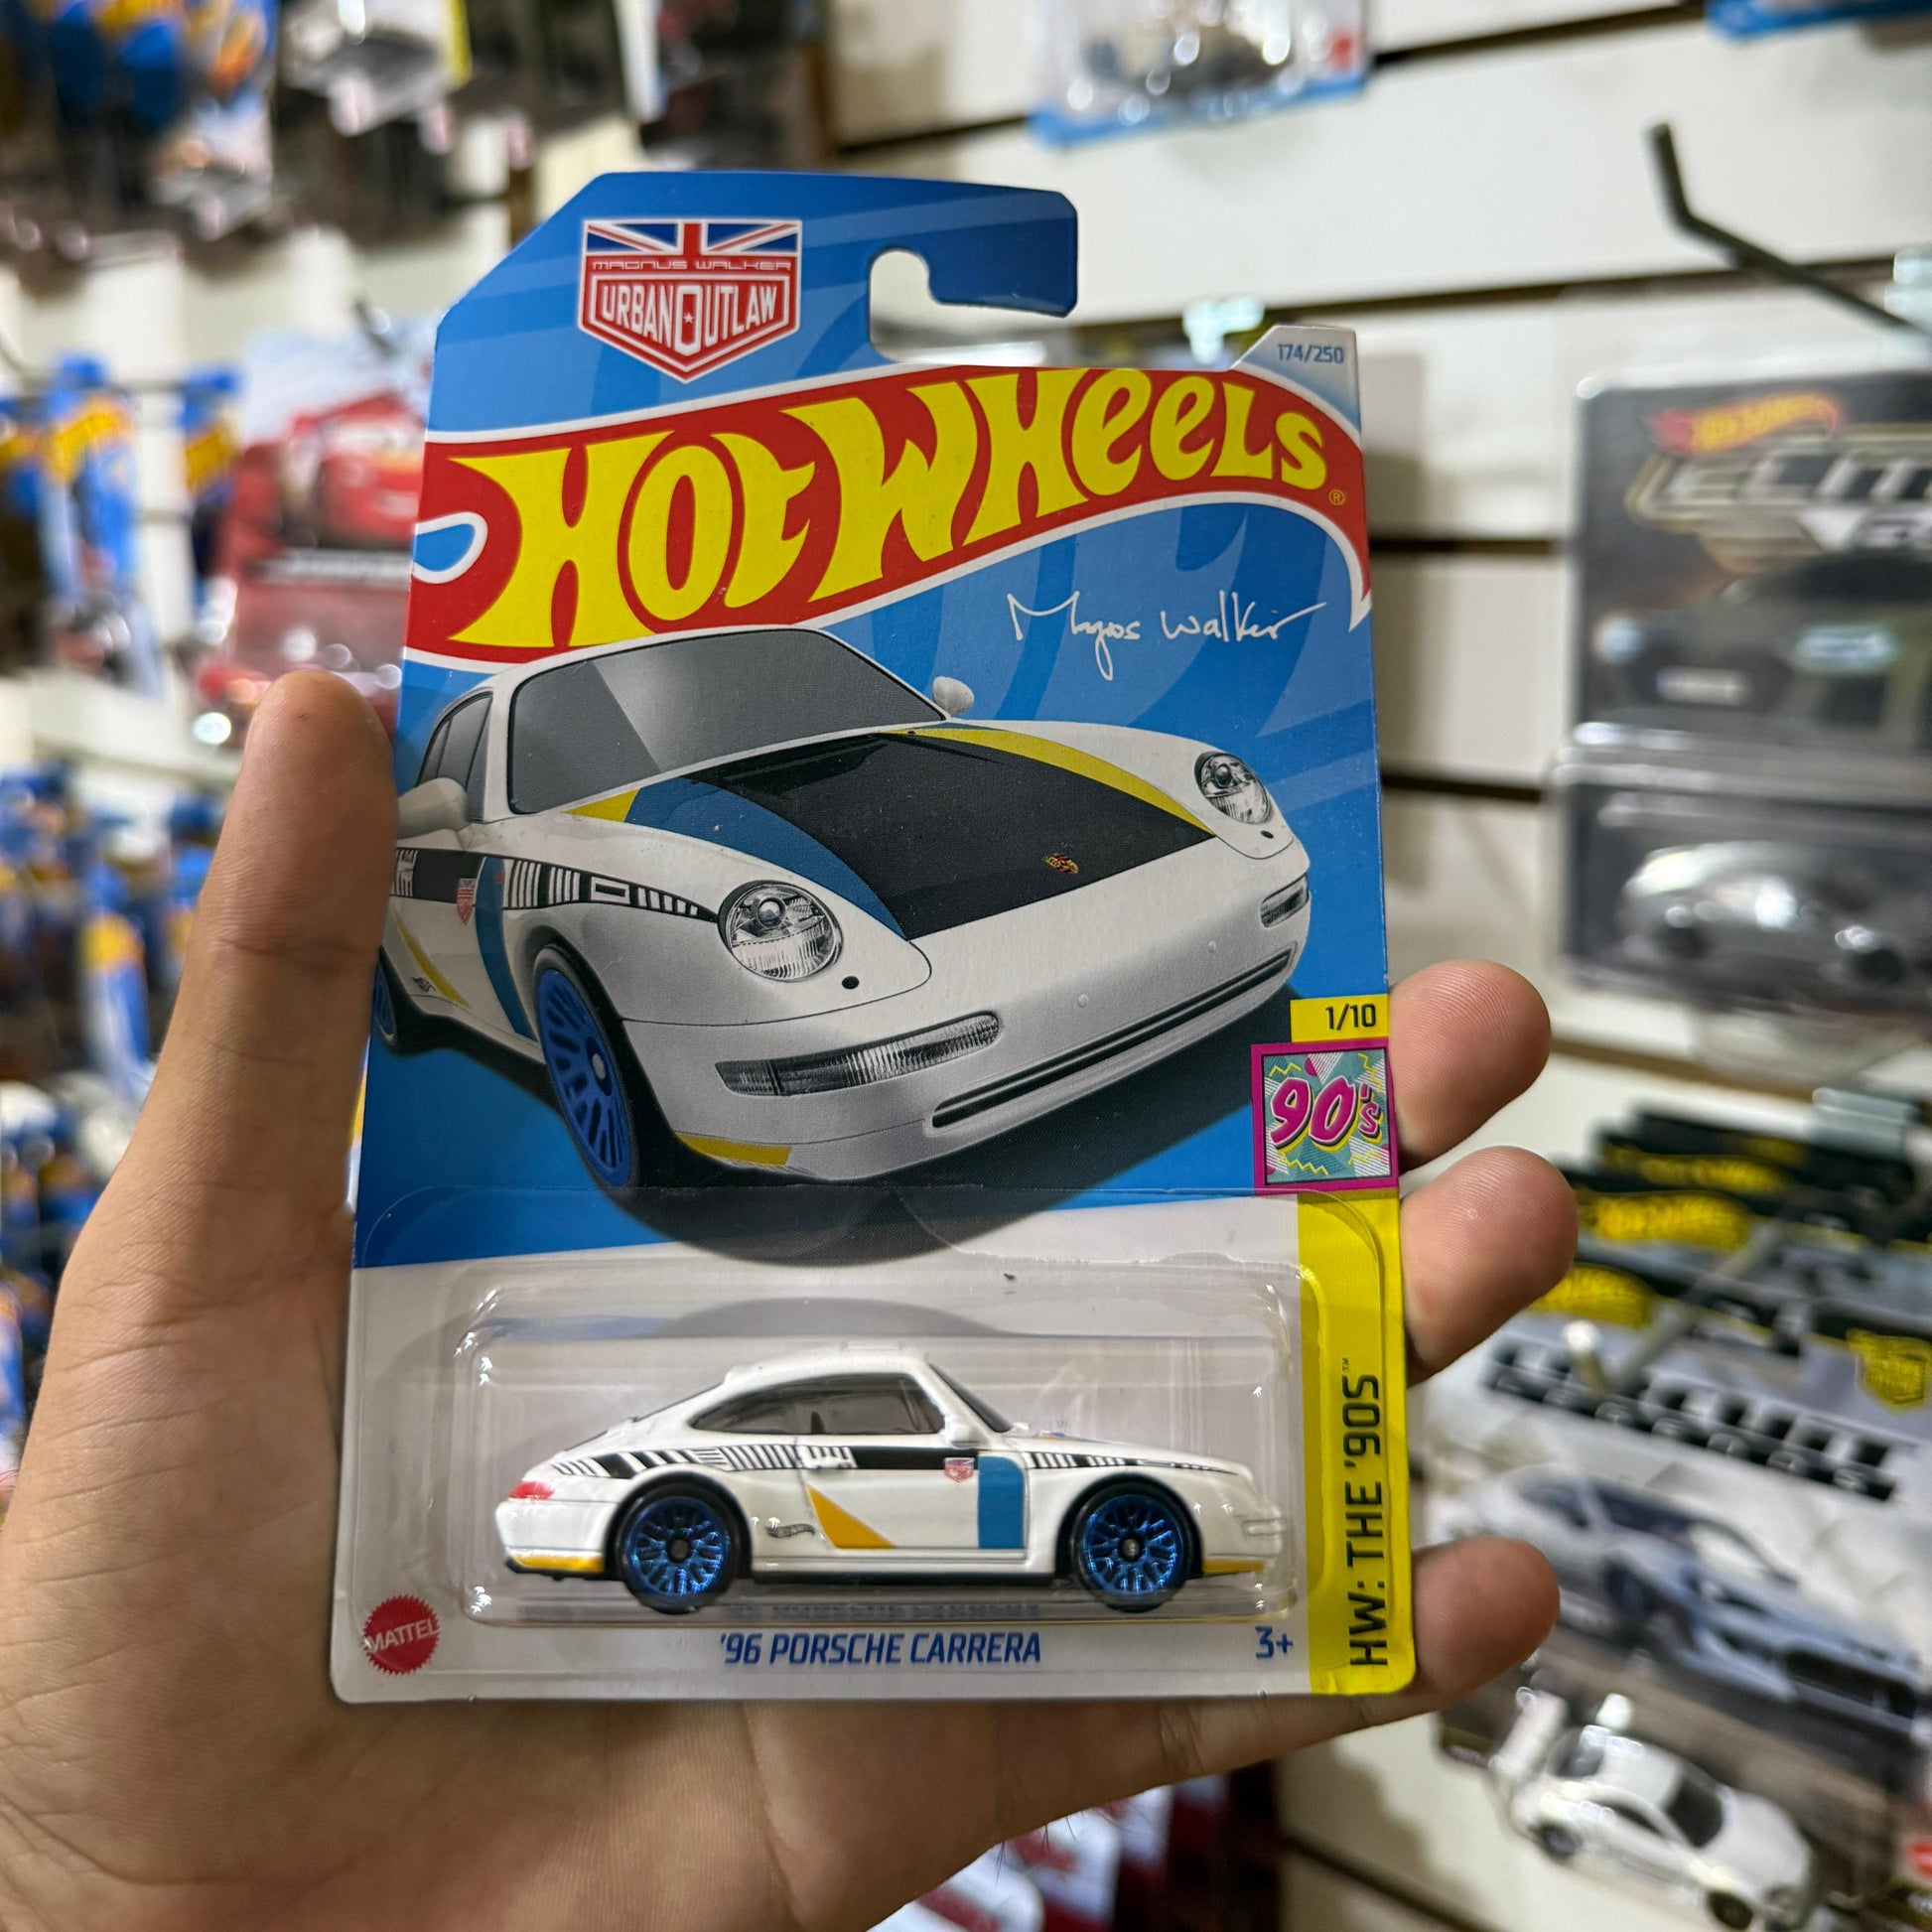 MAGNUS WALKER
URBAN OUTLAW
174/250
HOT WHEELS®
Magnus Walker
1/10
90's
HW: THE '90S™
MATTEL
'96 PORSCHE CARRERA
3+